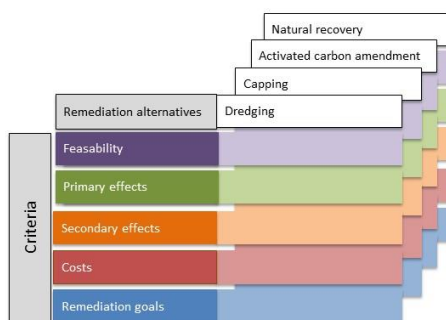 Natural recovery
Activated carbon amendment
Capping
Remediation alternatives
Dredging
Criteria
Feasability
Primary effects
Secondary effects
Costs
Remediation goals